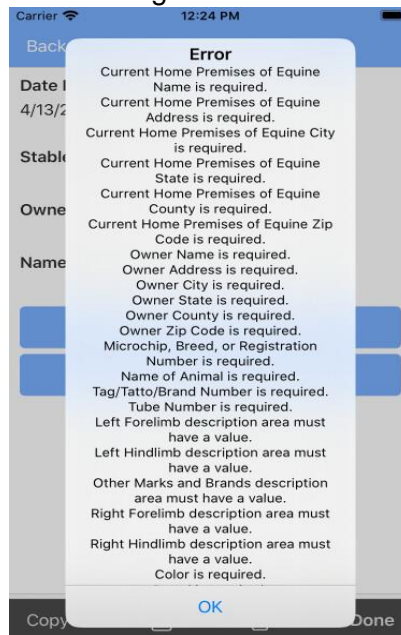 Carrier 12:24 PM
Back
Error
Current Home Premises of Equine
Name is required.
Current Home Premises of Equine
Address is required.
Current Home Premises of Equine City
is required.
Current Home Premises of Equine
State is required.
Current Home Premises of Equine
County is required.
Current Home Premises of Equine Zip
Code is required.
Owner Name is required.
Owner Address is required.
Owner City is required.
Owner State is required.
Owner County is required.
Owner Zip Code is required.
Microchip, Breed, or Registration
Number is required.
Name of Animal is required.
Tag/Tatto/Brand Number is required.
Tube Number is required.
Left Forelimb description area must
have a value.
Left Hindlimb description area must
have a value.
Other Marks and Brands description
area must have a value.
Right Forelimb description area must
have a value.
Right Hindlimb description area must
have a value.
Color is required.
OK
Date
4/13/2
Stable
Owne
Name
Copy
Done